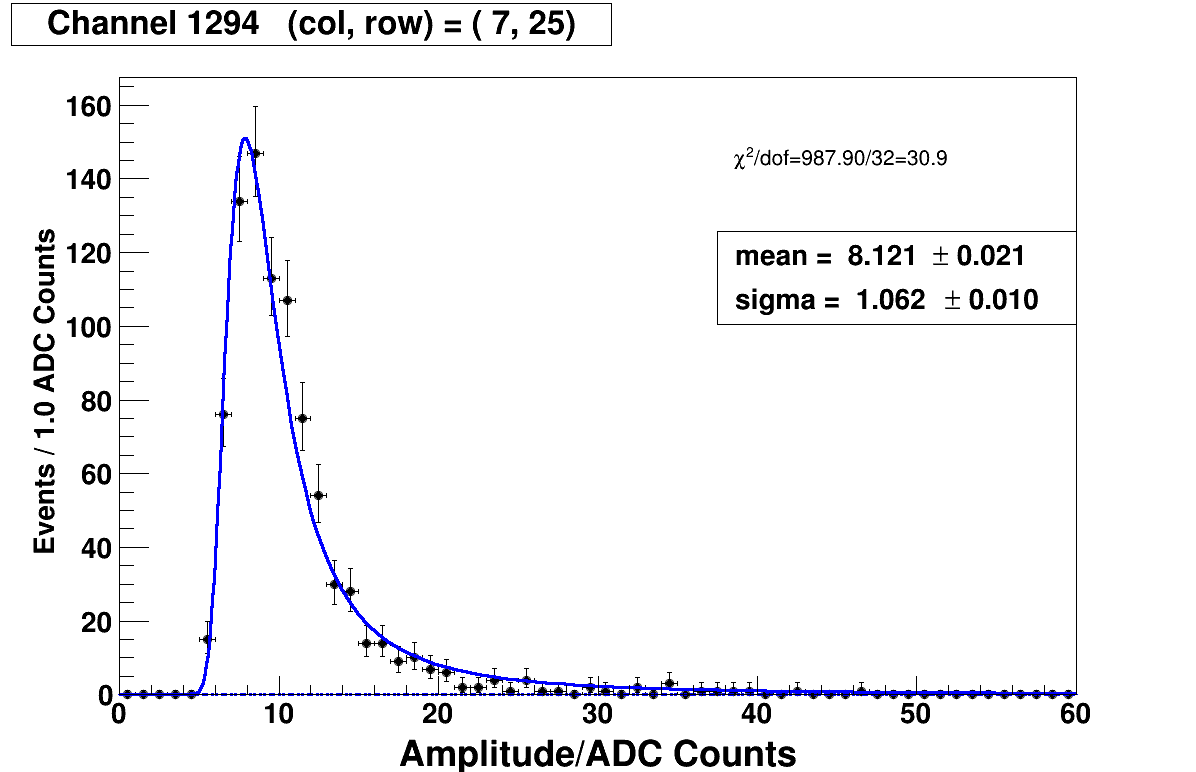 Channel 1294 (col, row) = ( 7, 25)
160
140
120
100
80
60
40
20
0
Events / 1.0 ADC Counts
χ²/dof=987.90/32=30.9
mean = 8.121 ± 0.021
sigma = 1.062 ± 0.010
0 10 20 30 40 50 60
Amplitude/ADC Counts